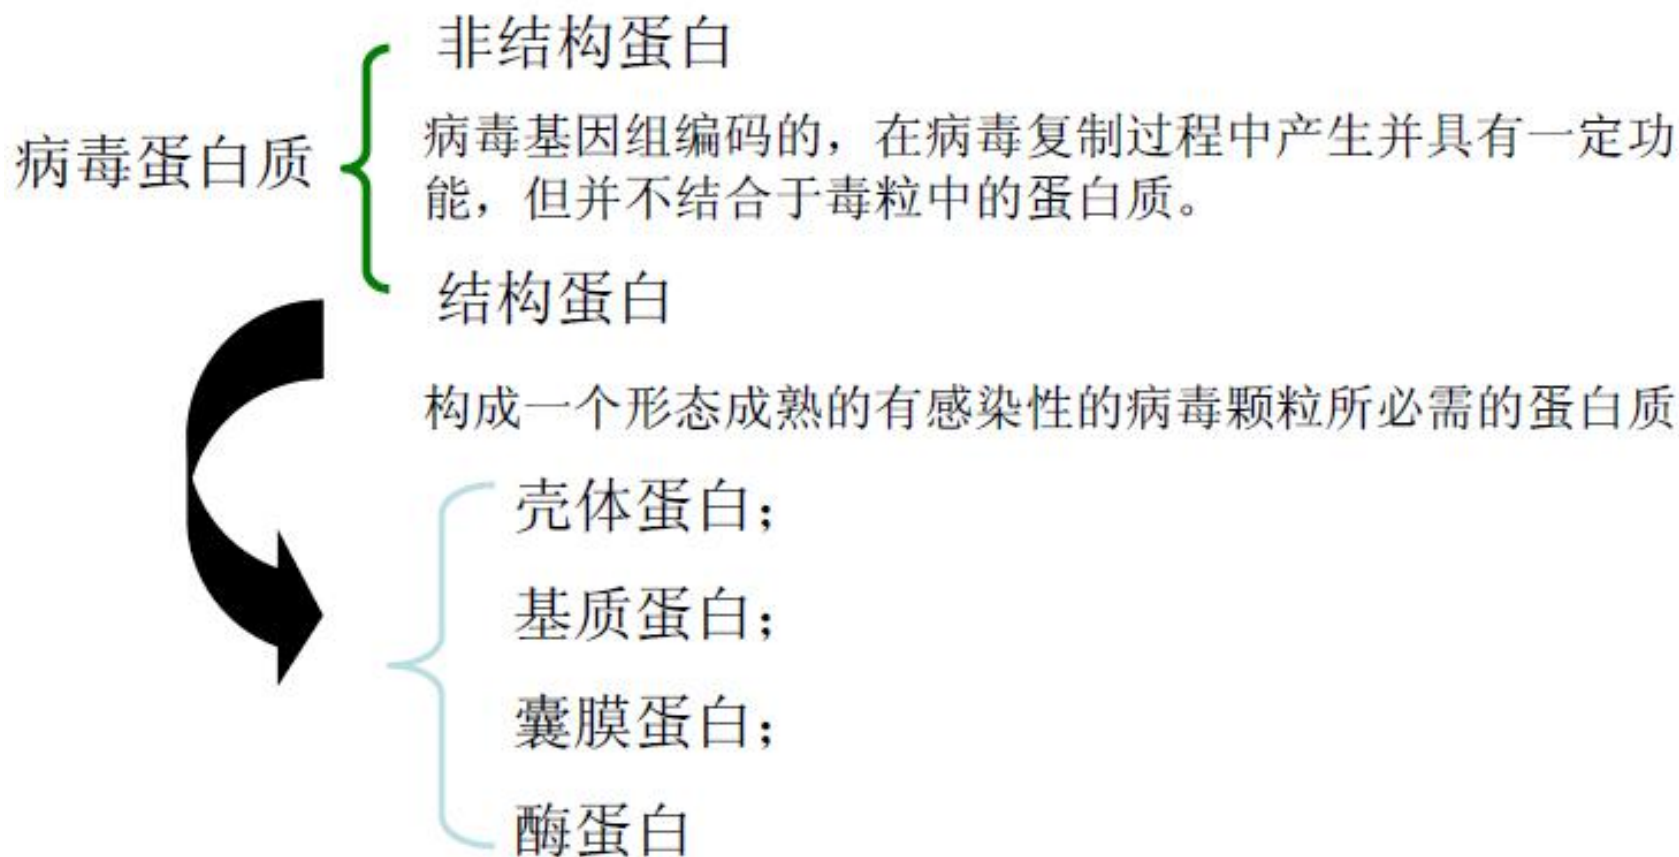 非结构蛋白
病毒蛋白质
病毒基因组编码的，在病毒复制过程中产生并具有一定功
能，但并不结合于毒粒中的蛋白质。
结构蛋白
构成一个形态成熟的有感染性的病毒颗粒所必需的蛋白质
壳体蛋白；
基质蛋白；
囊膜蛋白；
酶蛋白